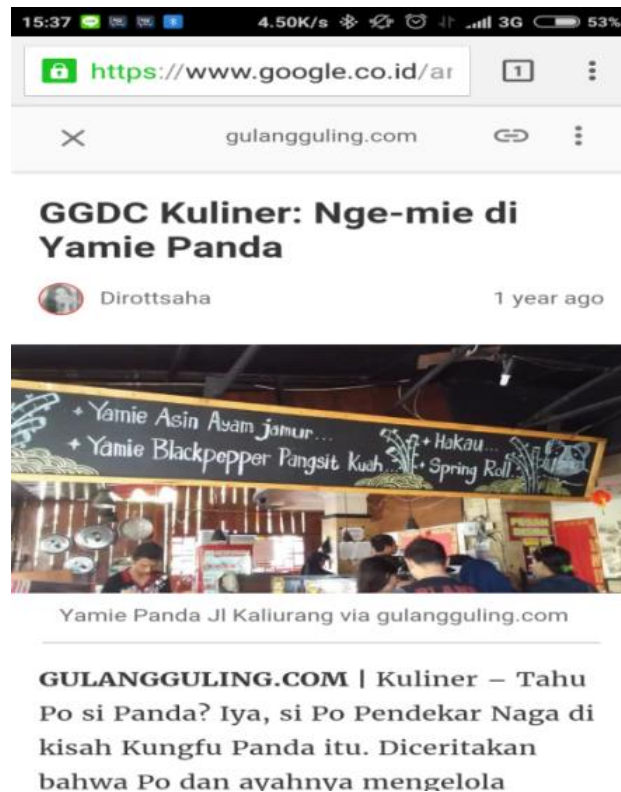 15:37 4.50K/s 3G 53%
https://www.google.co.id/ar 1
gulangguling.com
GGDC Kuliner: Nge-mie di
Yamie Panda
Dirottsaha 1 year ago
+ Yamie Asin Ayam jamur...
+ Yamie Blackpepper Pangsit Kuah...
+ Hakau...
+ Spring Roll
PESAN
Yamie Panda Jl Kaliurang via gulangguling.com
GULANGGULING.COM | Kuliner – Tahu
Po si Panda? Iya, si Po Pendekar Naga di
kisah Kungfu Panda itu. Diceritakan
bahwa Po dan ayahnya mengelola